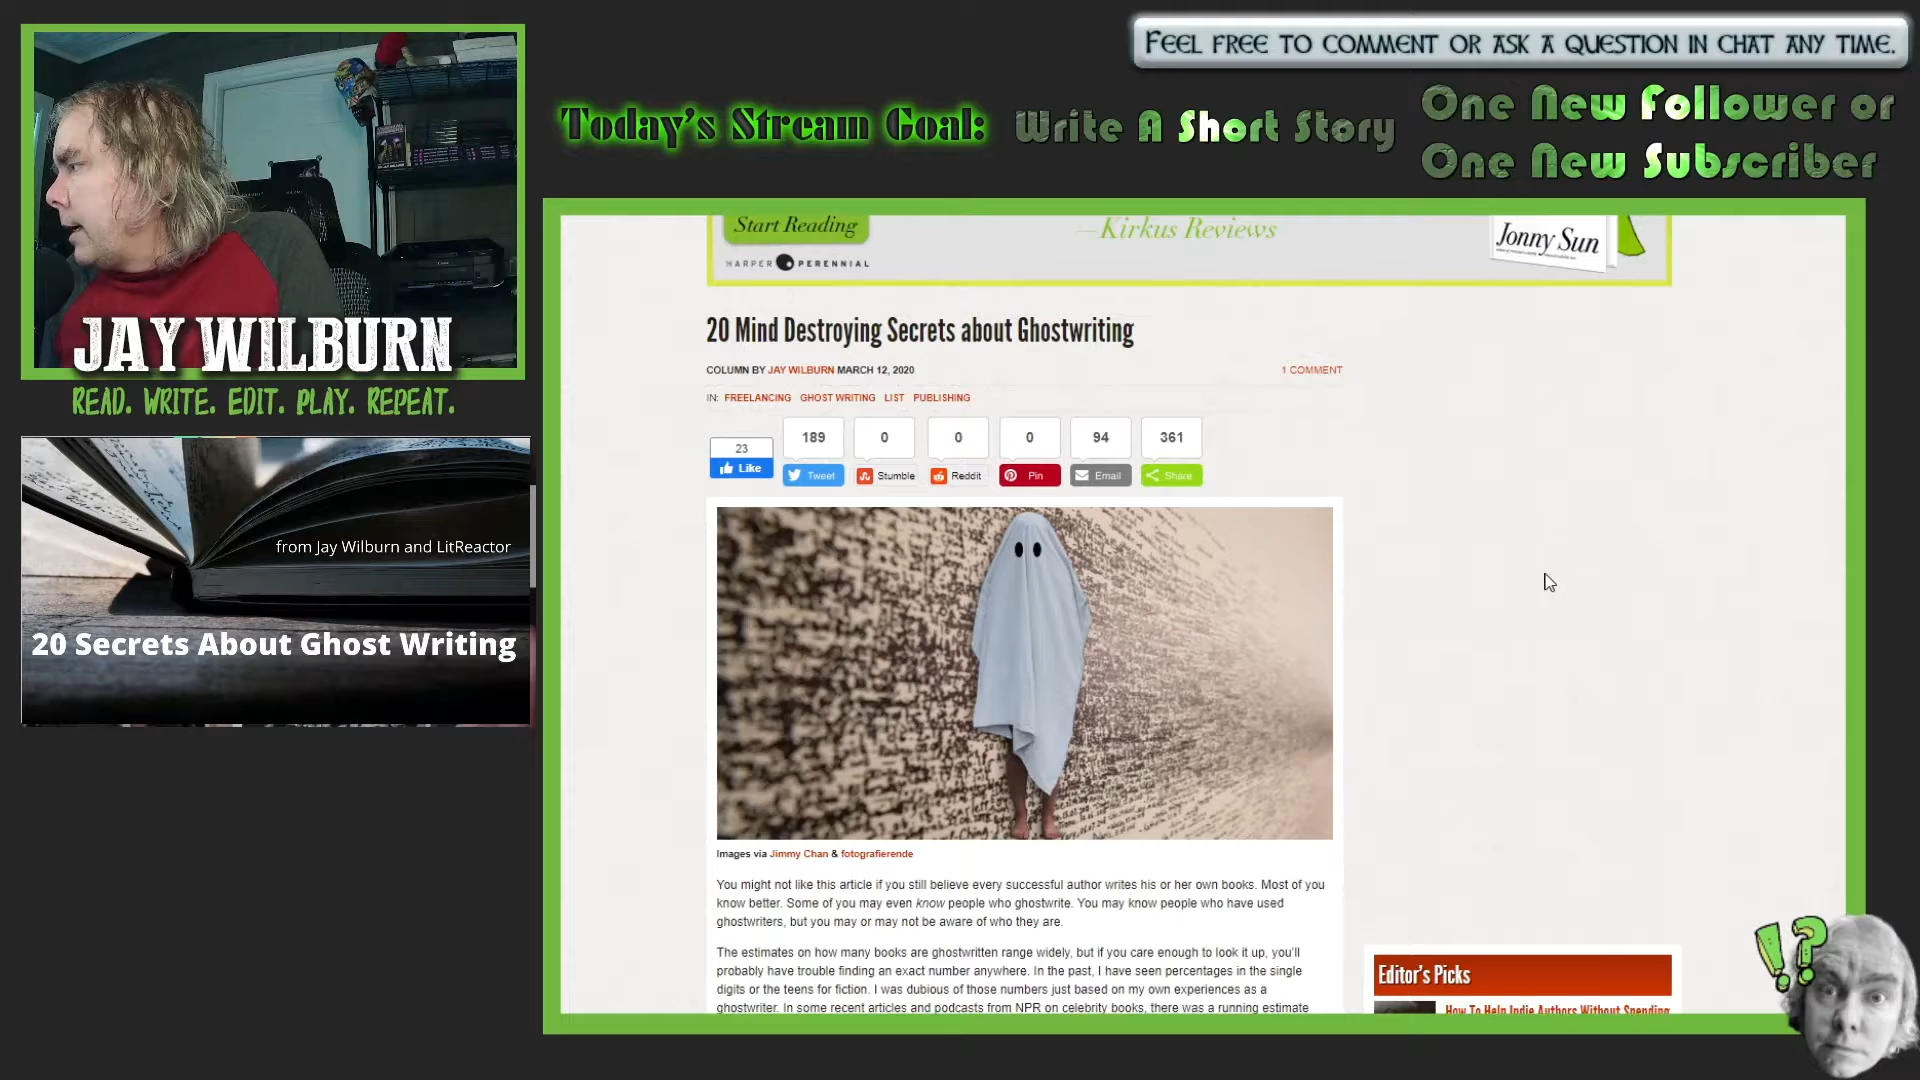 FEEL FREE TO COMMENT OR ASK A QUESTION IN CHAT ANY TIME.
Today's Stream Goal:
Write A Short Story
One New Follower or
One New Subscriber
JAY WILBURN
READ. WRITE. EDIT. PLAY. REPEAT.
from Jay Wilburn and LitReactor
20 Secrets About Ghost Writing
Start Reading
—Kirkus Reviews
Jonny Sun
HARPER PERENNIAL
20 Mind Destroying Secrets about Ghostwriting
COLUMN BY JAY WILBURN MARCH 12, 2020
1 COMMENT
IN: FREELANCING GHOST WRITING LIST PUBLISHING
23 189 0 0 0 94 361
Like Tweet Stumble Reddit Pin Email Share
Images via Jimmy Chan & fotografierende
You might not like this article if you still believe every successful author writes his or her own books. Most of you
know better. Some of you may even know people who ghostwrite. You may know people who have used
ghostwriters, but you may or may not be aware of who they are.
The estimates on how many books are ghostwritten range widely, but if you care enough to look it up, you'll
probably have trouble finding an exact number anywhere. In the past, I have seen percentages in the single
digits or the teens for fiction. I was dubious of those numbers just based on my own experiences as a
ghostwriter. In some recent articles and podcasts from NPR on celebrity books, there was a running estimate
Editor's Picks
How To Help Indie Authors Without Spending
!?